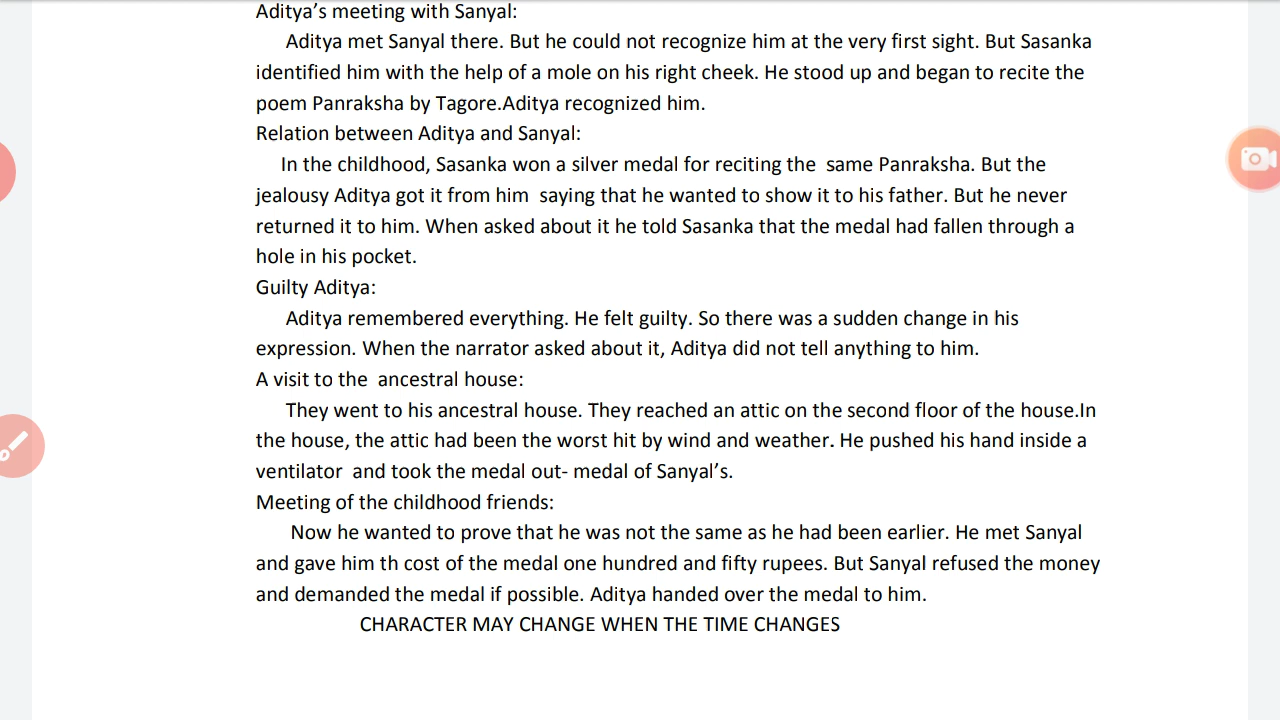 Aditya’s meeting with Sanyal:
Aditya met Sanyal there. But he could not recognize him at the very first sight. But Sasanka
identified him with the help of a mole on his right cheek. He stood up and began to recite the
poem Panraksha by Tagore.Aditya recognized him.
Relation between Aditya and Sanyal:
In the childhood, Sasanka won a silver medal for reciting the  same Panraksha. But the
jealousy Aditya got it from him  saying that he wanted to show it to his father. But he never
returned it to him. When asked about it he told Sasanka that the medal had fallen through a
hole in his pocket.
Guilty Aditya:
Aditya remembered everything. He felt guilty. So there was a sudden change in his
expression. When the narrator asked about it, Aditya did not tell anything to him.
A visit to the  ancestral house:
They went to his ancestral house. They reached an attic on the second floor of the house.In
the house, the attic had been the worst hit by wind and weather. He pushed his hand inside a
ventilator  and took the medal out- medal of Sanyal’s.
Meeting of the childhood friends:
Now he wanted to prove that he was not the same as he had been earlier. He met Sanyal
and gave him th cost of the medal one hundred and fifty rupees. But Sanyal refused the money
and demanded the medal if possible. Aditya handed over the medal to him.
CHARACTER MAY CHANGE WHEN THE TIME CHANGES